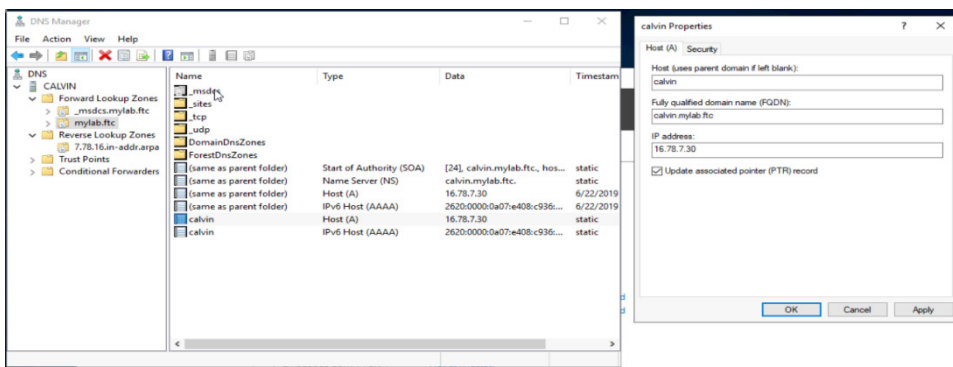 DNS Manager
File Action View Help
DNS
CALVIN
Forward Lookup Zones
_msdcs.mylab.ftc
mylab.ftc
Reverse Lookup Zones
7.78.16.in-addr.arpa
Trust Points
Conditional Forwarders
Name Type Data Timestam
_msdcs
_sites
_tcp
_udp
DomainDnsZones
ForestDnsZones
(same as parent folder) Start of Authority (SOA) [24], calvin.mylab.ftc., hos... static
(same as parent folder) Name Server (NS) calvin.mylab.ftc. static
(same as parent folder) Host (A) 16.78.7.30 6/22/2019
(same as parent folder) IPv6 Host (AAAA) 2620:0000:0a07:e408:c936:... 6/22/2019
calvin Host (A) 16.78.7.30 static
calvin IPv6 Host (AAAA) 2620:0000:0a07:e408:c936:... static
calvin Properties
Host (A) Security
Host (uses parent domain if left blank):
calvin
Fully qualified domain name (FQDN):
calvin.mylab.ftc
IP address:
16.78.7.30
Update associated pointer (PTR) record
OK Cancel Apply